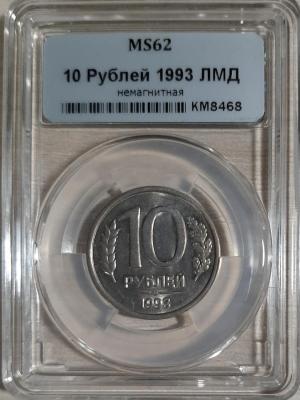 MS62
10 Рублей 1993 ЛМД
немагнитная
KM8468
10
РУБЛЕЙ
1993